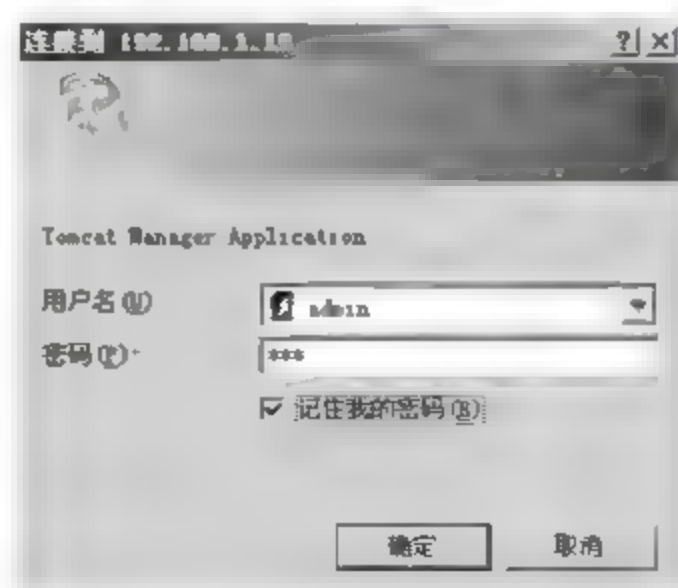 连接到 192.168.1.10
Tomcat Manager Application
用户名(U)
admin
密码(P):
***
记住我的密码(R)
确定
取消